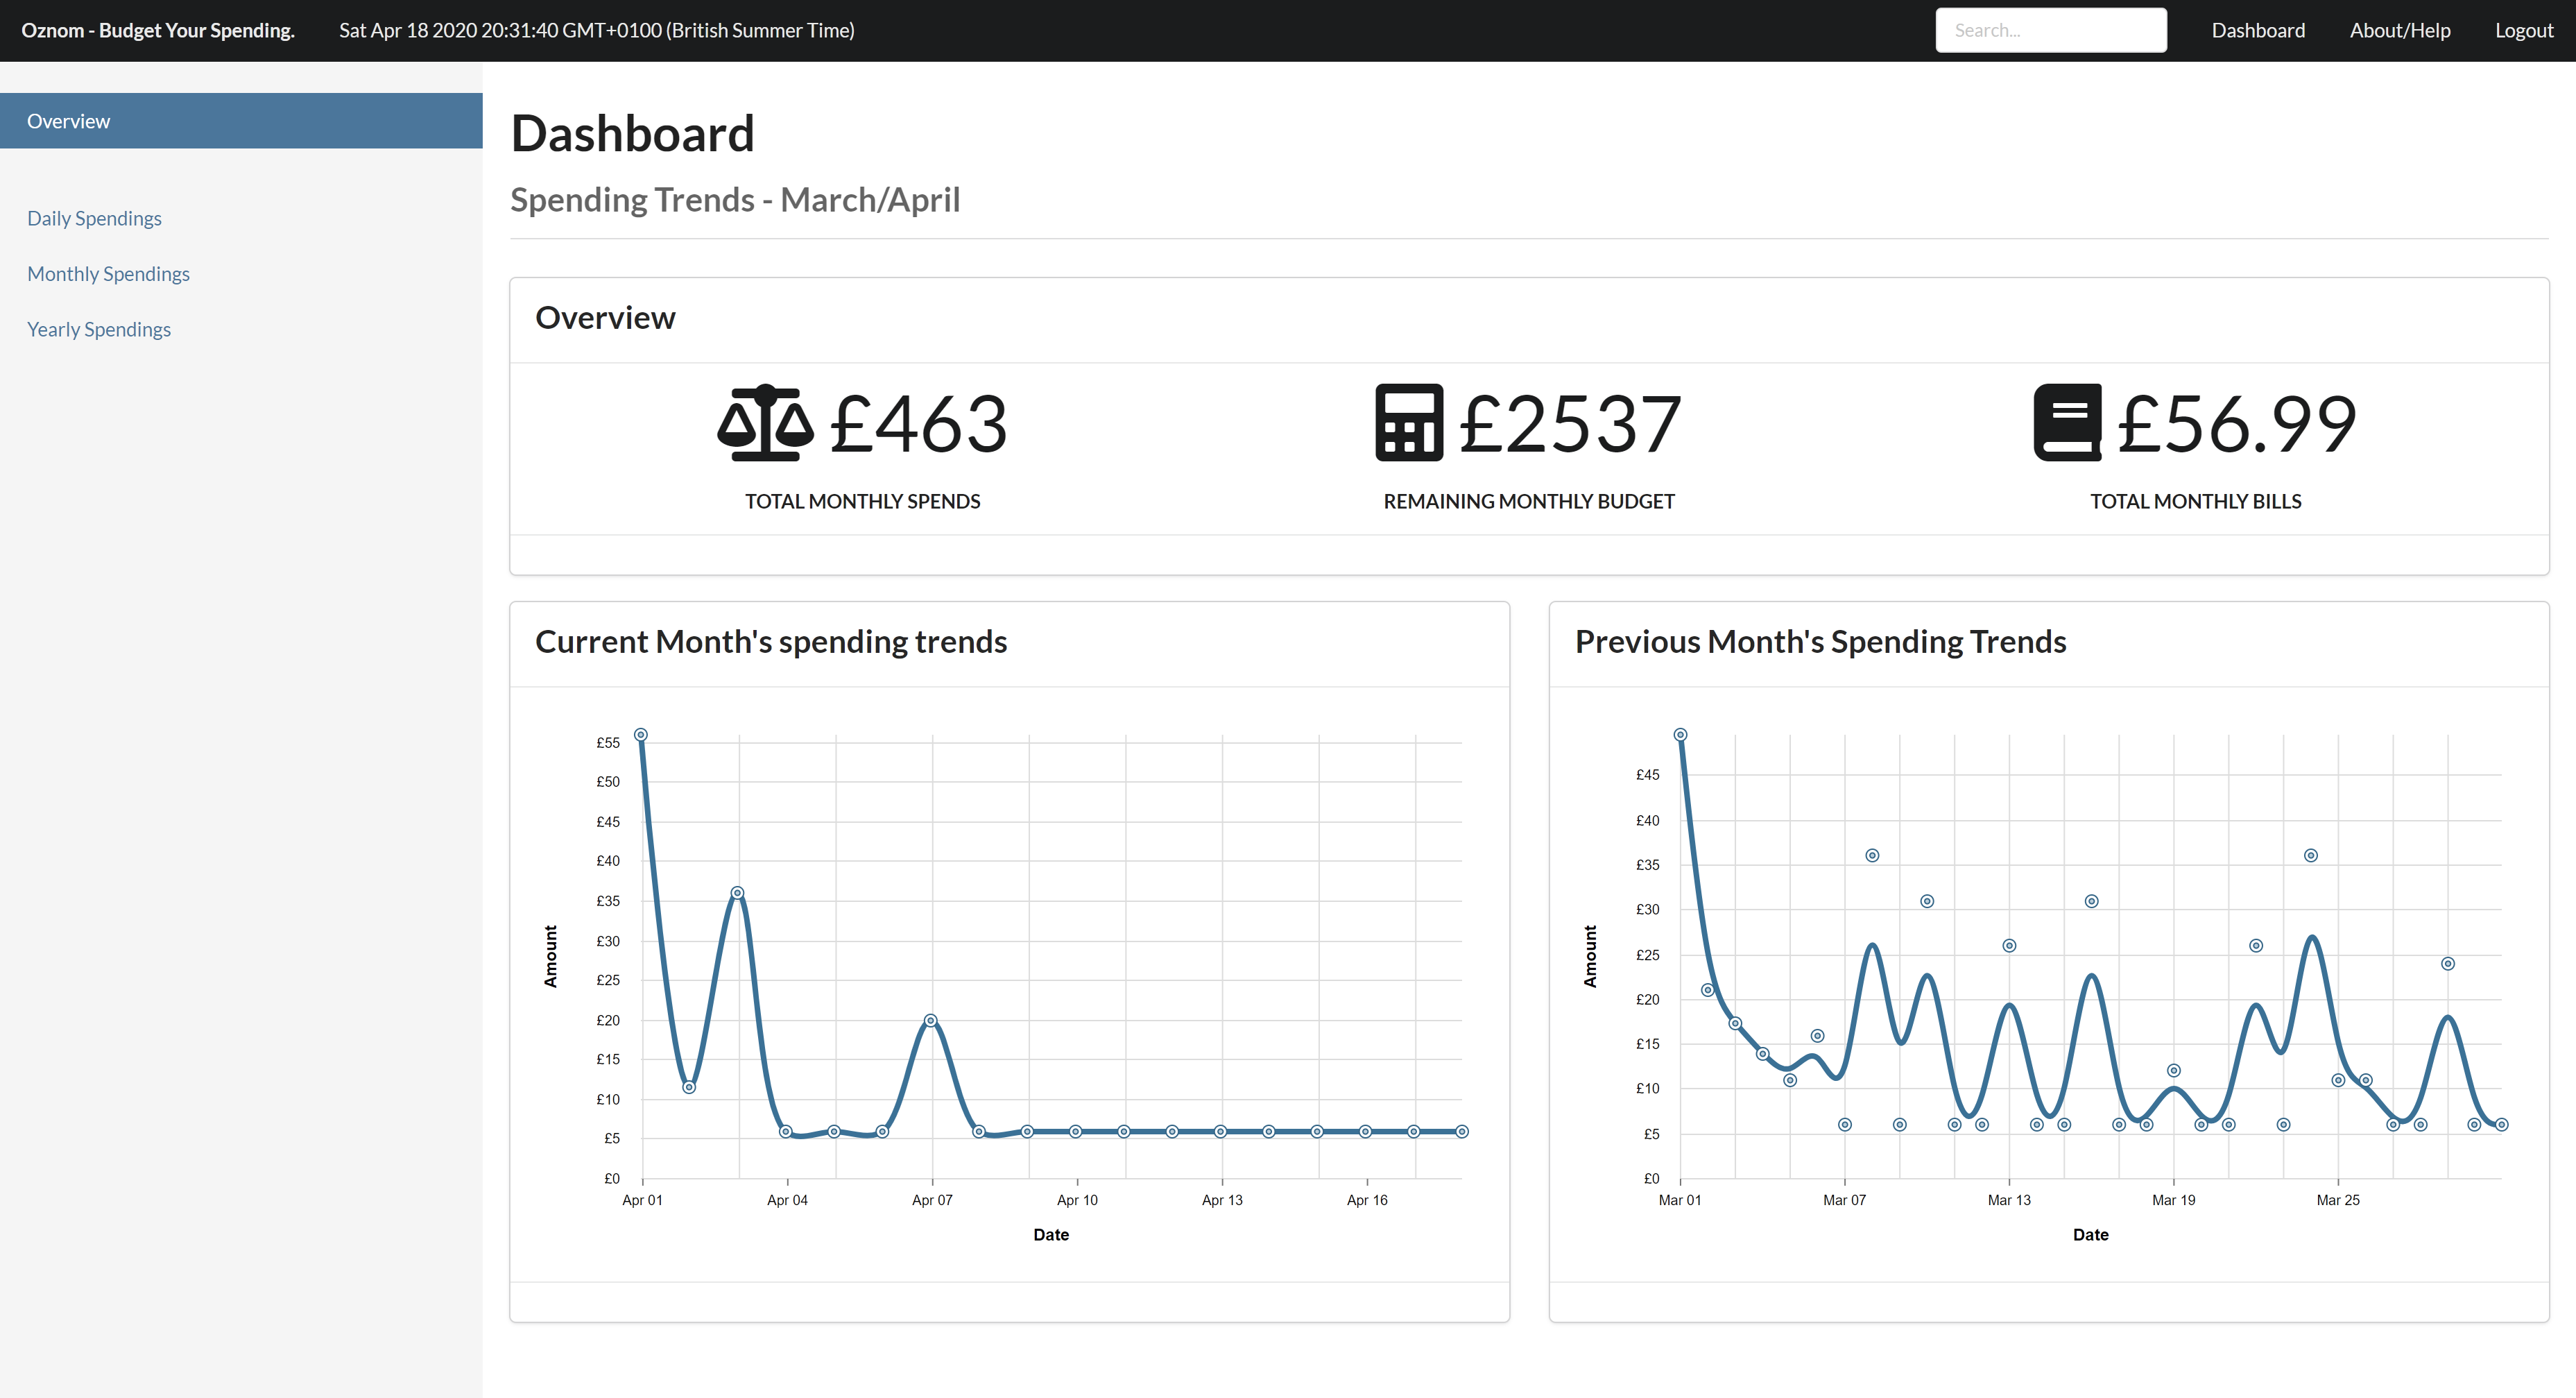 Oznom - Budget Your Spending.
Sat Apr 18 2020 20:31:40 GMT+0100 (British Summer Time)
Search...
Dashboard
About/Help
Logout
Overview
Daily Spendings
Monthly Spendings
Yearly Spendings
Dashboard
Spending Trends - March/April
Overview
£463
TOTAL MONTHLY SPENDS
£2537
REMAINING MONTHLY BUDGET
£56.99
TOTAL MONTHLY BILLS
Current Month's spending trends
£55
£50
£45
£40
£35
£30
£25
£20
£15
£10
£5
£0
Amount
Apr 01 Apr 04 Apr 07 Apr 10 Apr 13 Apr 16
Date
Previous Month's Spending Trends
£45
£40
£35
£30
£25
£20
£15
£10
£5
£0
Amount
Mar 01 Mar 07 Mar 13 Mar 19 Mar 25
Date